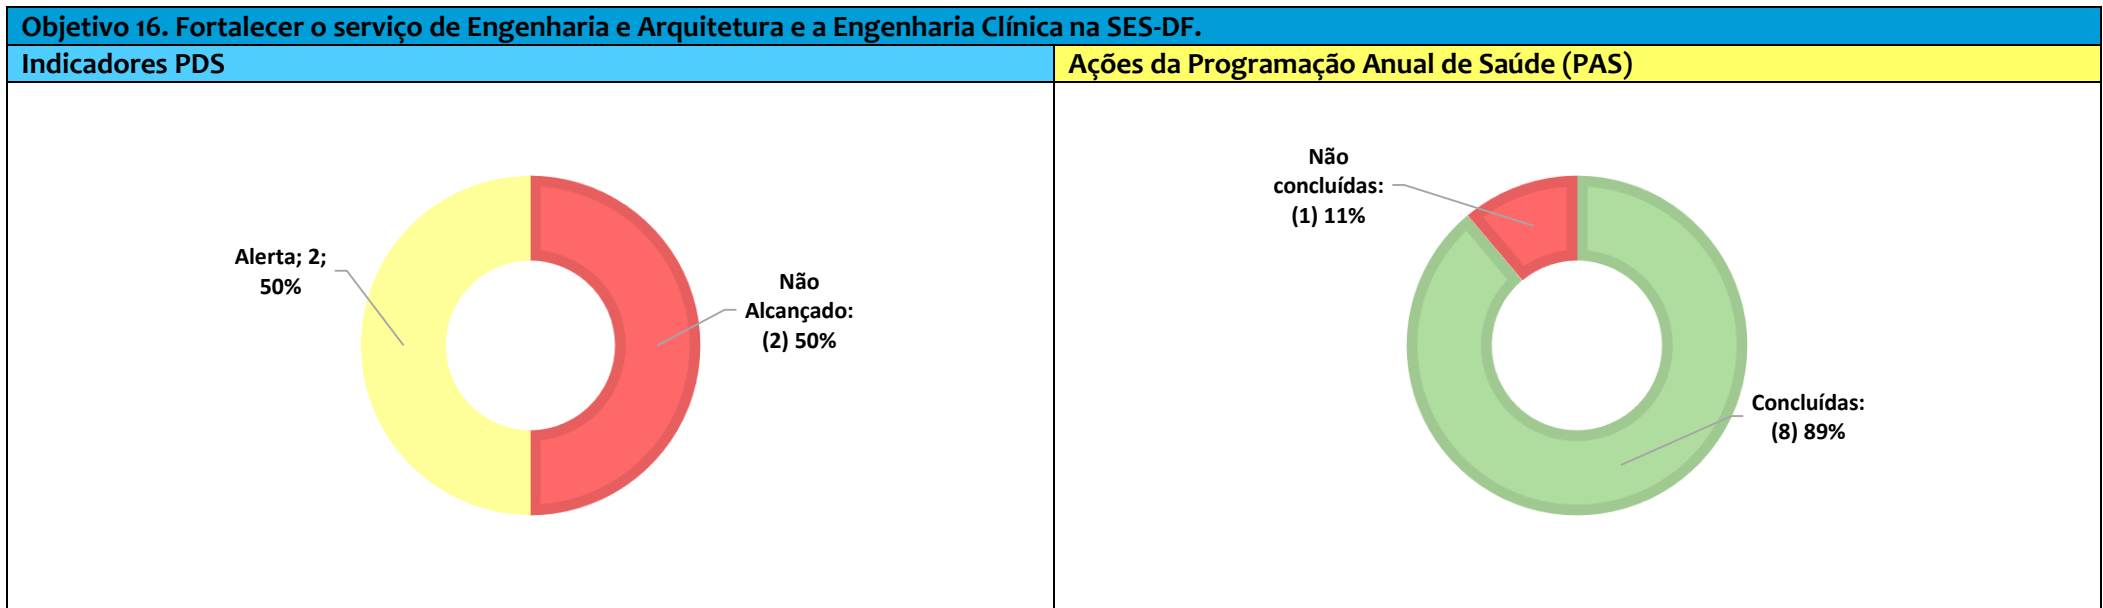 Objetivo 16. Fortalecer o serviço de Engenharia e Arquitetura e a Engenharia Clínica na SES-DF.
Indicadores PDS
Ações da Programação Anual de Saúde (PAS)
Alerta; 2;
50%
Não
Alcançado:
(2) 50%
Não
concluídas:
(1) 11%
Concluídas:
(8) 89%